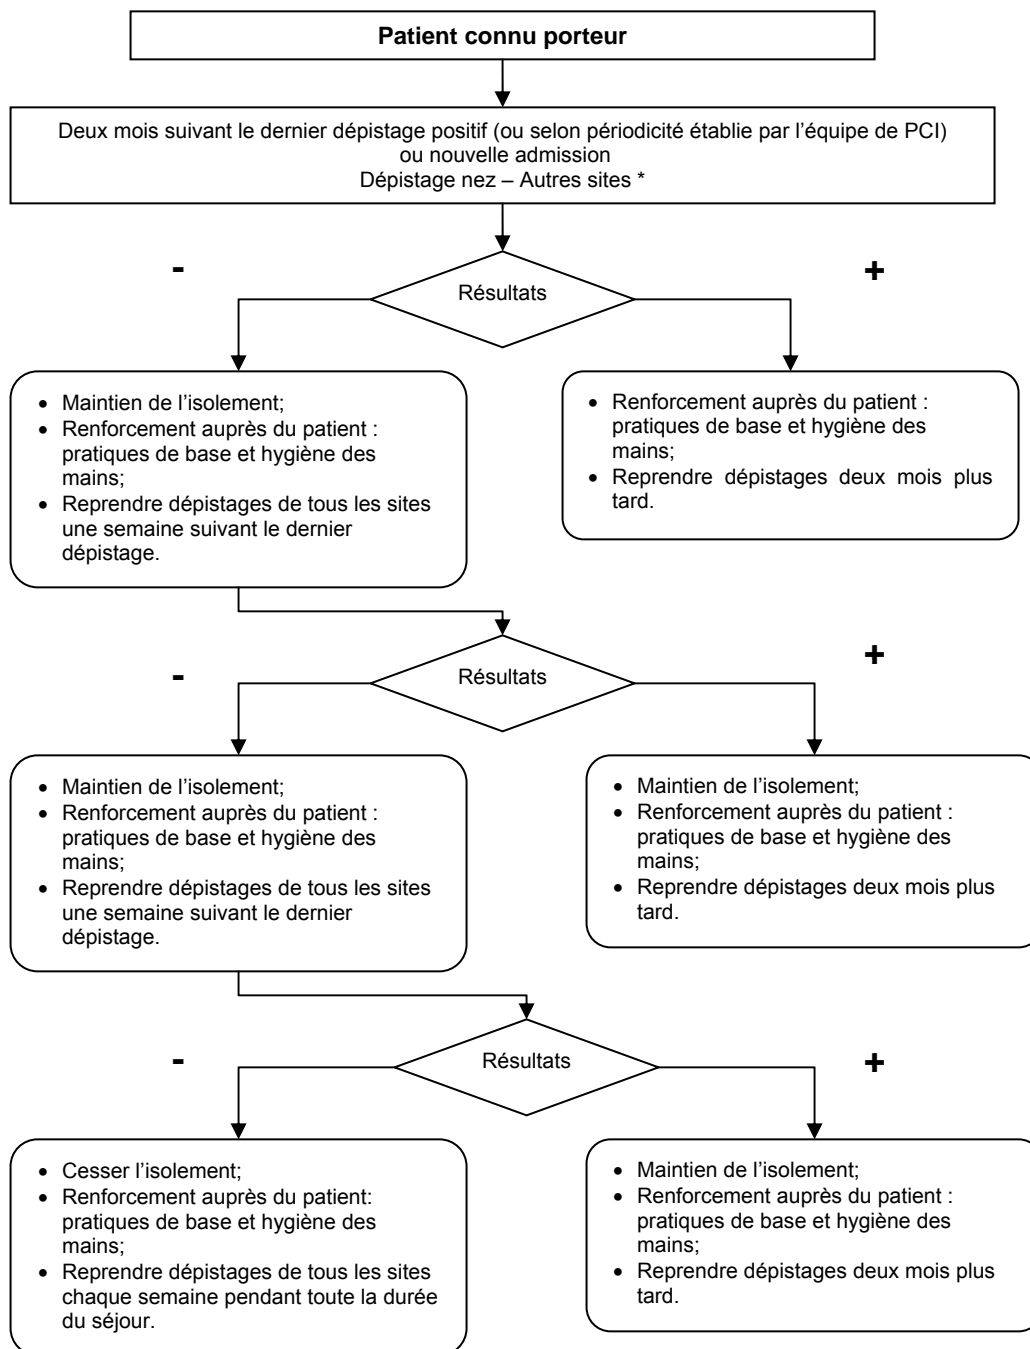 Patient connu porteur
Deux mois suivant le dernier dépistage positif (ou selon périodicité établie par l'équipe de PCI)
ou nouvelle admission
Dépistage nez – Autres sites *
-
+
Résultats
• Maintien de l'isolement;
• Renforcement auprès du patient :
pratiques de base et hygiène des
mains;
• Reprendre dépistages de tous les sites
une semaine suivant le dernier
dépistage.
• Renforcement auprès du patient :
pratiques de base et hygiène des
mains;
• Reprendre dépistages deux mois plus
tard.
-
+
Résultats
• Maintien de l'isolement;
• Renforcement auprès du patient :
pratiques de base et hygiène des
mains;
• Reprendre dépistages de tous les sites
une semaine suivant le dernier
dépistage.
• Maintien de l'isolement;
• Renforcement auprès du patient :
pratiques de base et hygiène des
mains;
• Reprendre dépistages deux mois plus
tard.
-
+
Résultats
• Cesser l'isolement;
• Renforcement auprès du patient:
pratiques de base et hygiène des
mains;
• Reprendre dépistages de tous les sites
chaque semaine pendant toute la durée
du séjour.
• Maintien de l'isolement;
• Renforcement auprès du patient :
pratiques de base et hygiène des
mains;
• Reprendre dépistages deux mois plus
tard.